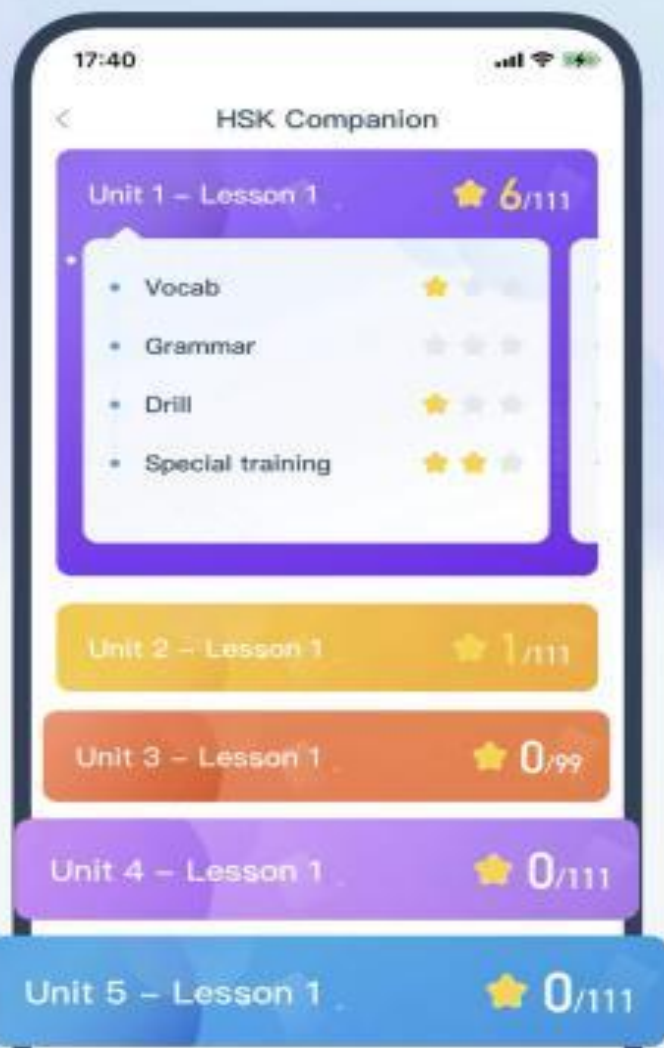 17:40
HSK Companion
Unit 1 – Lesson 1 6/111
Vocab
Grammar
Drill
Special training
Unit 2 – Lesson 1 1/111
Unit 3 – Lesson 1 0/99
Unit 4 – Lesson 1 0/111
Unit 5 – Lesson 1 0/111